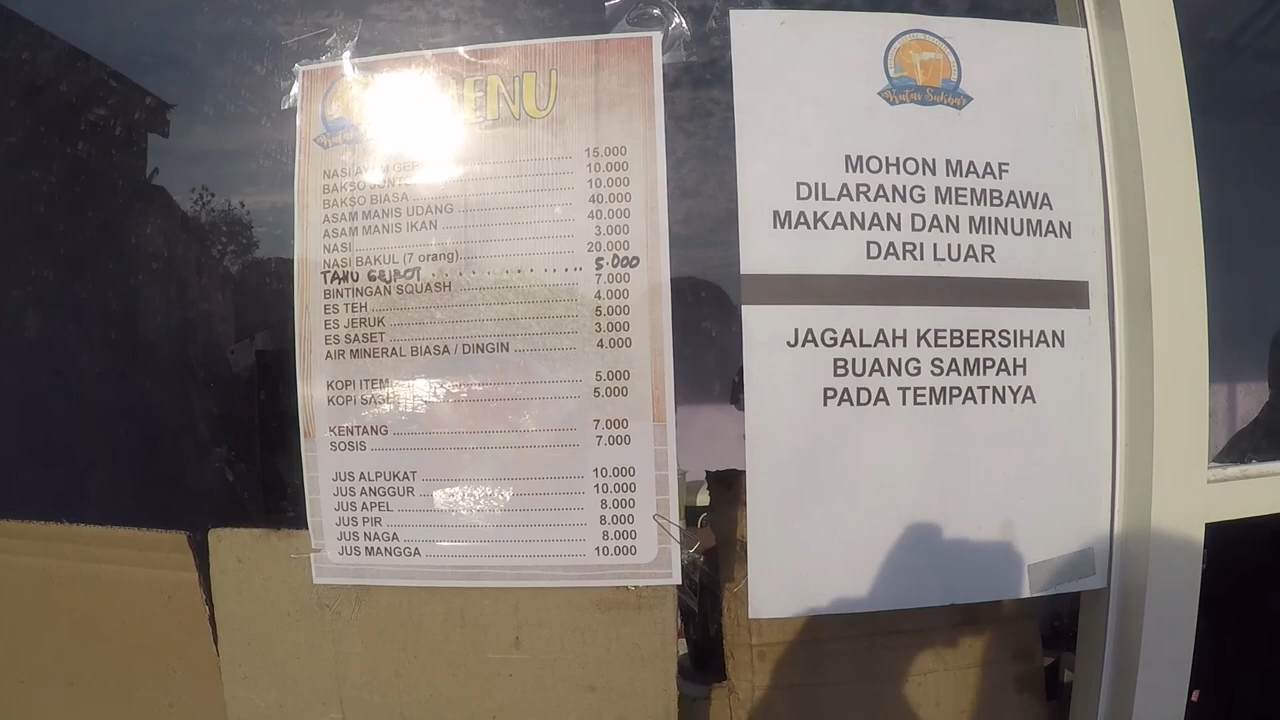 MENU
NASI AYAM ........ 15.000
BAKSO ........ 10.000
BAKSO BIASA ........ 10.000
ASAM MANIS UDANG ........ 40.000
ASAM MANIS IKAN ........ 40.000
NASI ........ 3.000
NASI BAKUL (7 orang) ........ 20.000
TAHU GEJROT ........ 5.000
BINTINGAN SQUASH ........ 7.000
ES TEH ........ 4.000
ES JERUK ........ 5.000
ES SASET ........ 3.000
AIR MINERAL BIASA / DINGIN ........ 4.000
KOPI ITEM ........ 5.000
KOPI ........ 5.000
KENTANG ........ 7.000
SOSIS ........ 7.000
JUS ALPUKAT ........ 10.000
JUS ANGGUR ........ 10.000
JUS APEL ........ 8.000
JUS PIR ........ 8.000
JUS NAGA ........ 8.000
JUS MANGGA ........ 10.000
Kutai Sukbar
MOHON MAAF
DILARANG MEMBAWA
MAKANAN DAN MINUMAN
DARI LUAR
JAGALAH KEBERSIHAN
BUANG SAMPAH
PADA TEMPATNYA